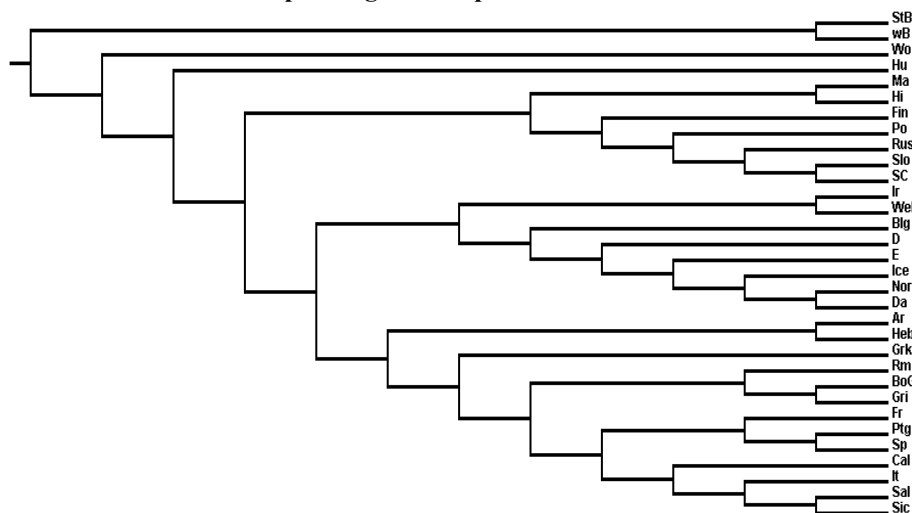 StB
wB
Wo
Hu
Ma
Hi
Fin
Po
Rus
Slo
SC
Ir
Wel
Blg
D
E
Ice
Nor
Da
Ar
Heb
Grk
Rm
BoG
Gri
Fr
Ptg
Sp
Cal
It
Sal
Sic